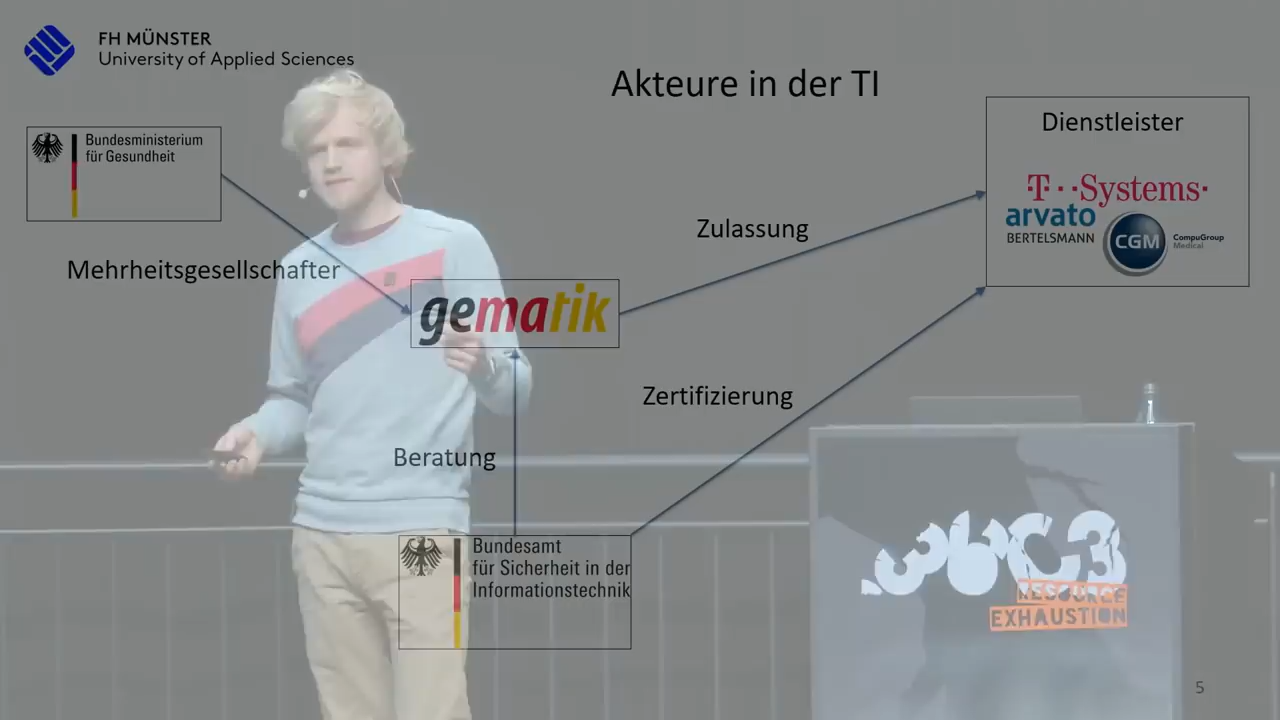 FH MÜNSTER
University of Applied Sciences
Akteure in der TI
Bundesministerium
für Gesundheit
Dienstleister
T··Systems·
arvato
BERTELSMANN
CGM
CompuGroup
Medical
Zulassung
Mehrheitsgesellschafter
gematik
Zertifizierung
Beratung
Bundesamt
für Sicherheit in der
Informationstechnik
36C3
RESOURCE
EXHAUSTION
5